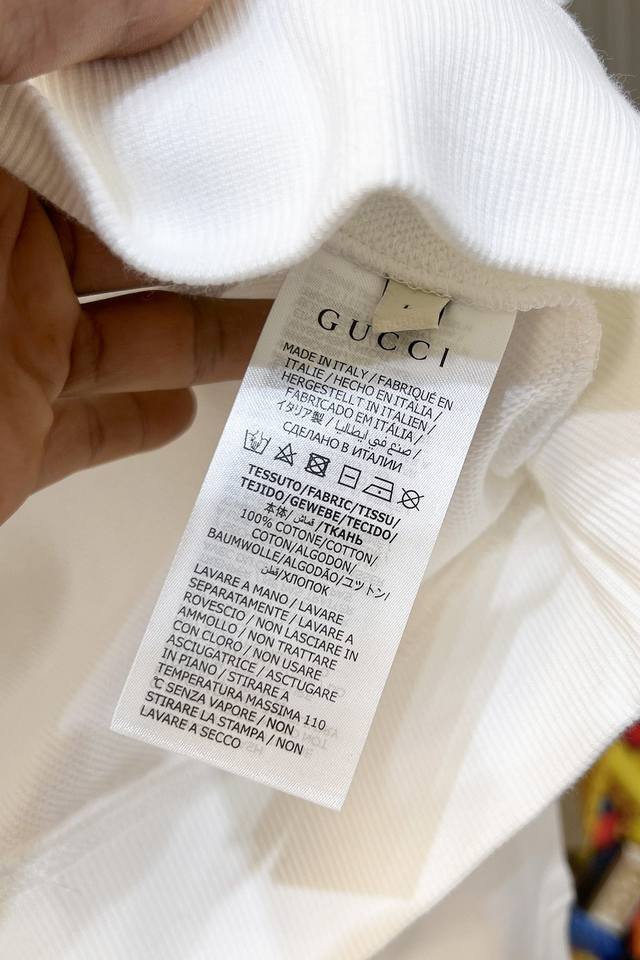 GUCCI
MADE IN ITALY / FABRIQUÉ EN
ITALIE / HECHO EN ITALIA /
HERGESTELLT IN ITALIEN /
FABRICADO EM ITÁLIA /
イタリア製 / صنع في إيطاليا /
СДЕЛАНО В ИТАЛИИ
TESSUTO/FABRIC/TISSU/
TEJIDO/GEWEBE/TECIDO/
本体/قماش/ТКАНЬ
100% COTONE/COTTON/
COTON/ALGODON/
BAUMWOLLE/ALGODÃO/コットン/
قطن/ХЛОПОК
LAVARE A MANO / LAVARE
SEPARATAMENTE / LAVARE A
ROVESCIO / NON LASCIARE IN
AMMOLLO / NON TRATTARE
CON CLORO / NON USARE
ASCIUGATRICE / ASCTUGARE
IN PIANO / STIRARE A
TEMPERATURA MASSIMA 110
°C SENZA VAPORE / NON
STIRARE LA STAMPA / NON
LAVARE A SECCO